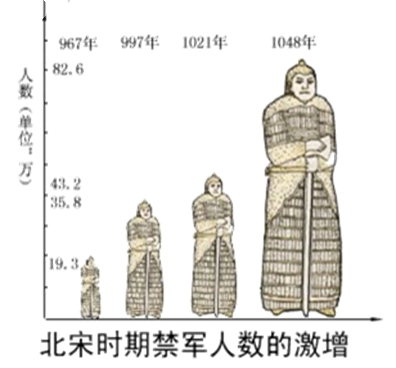 967年 997年 1021年 1048年
人数（单位：万）
82.6
43.2
35.8
19.3
北宋时期禁军人数的激增